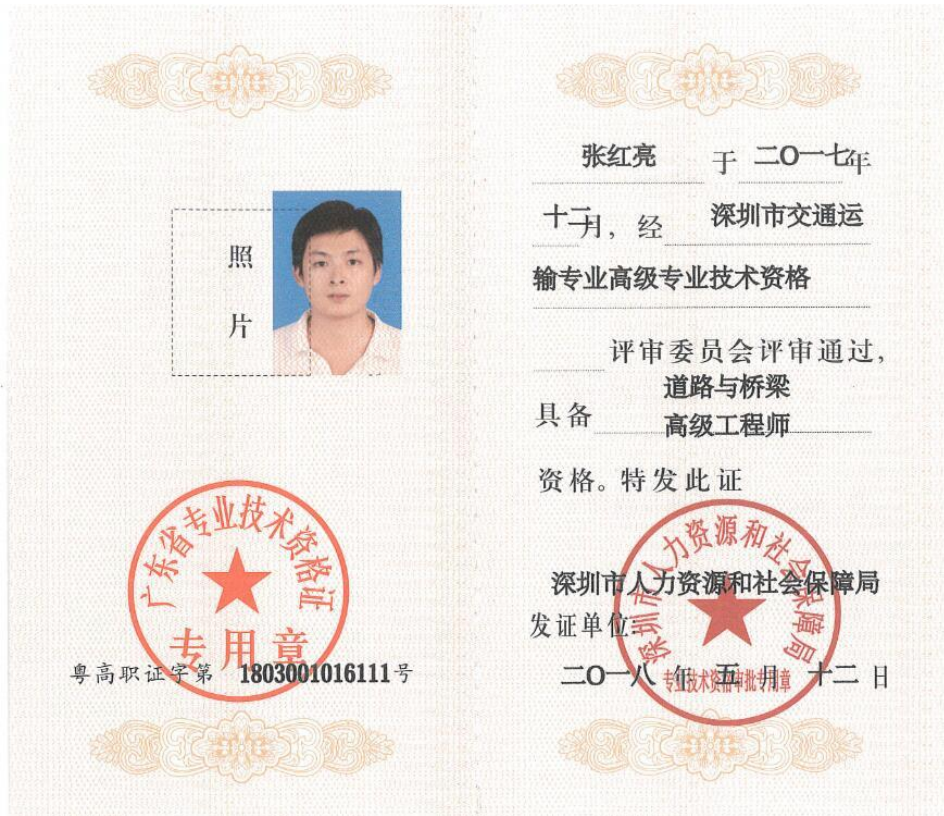 照
片
广东省专业技术资格证
专用章
粤高职证字第 1803001016111号
张红亮 于 二O一七年
十二月，经 深圳市交通运
输专业高级专业技术资格
评审委员会评审通过，
道路与桥梁
具备 高级工程师
资格。特发此证
深圳市人力资源和社会保障局
深圳市人力资源和社会保障局
发证单位:
二O一八 年 五 月 十二 日
专业技术资格审批专用章